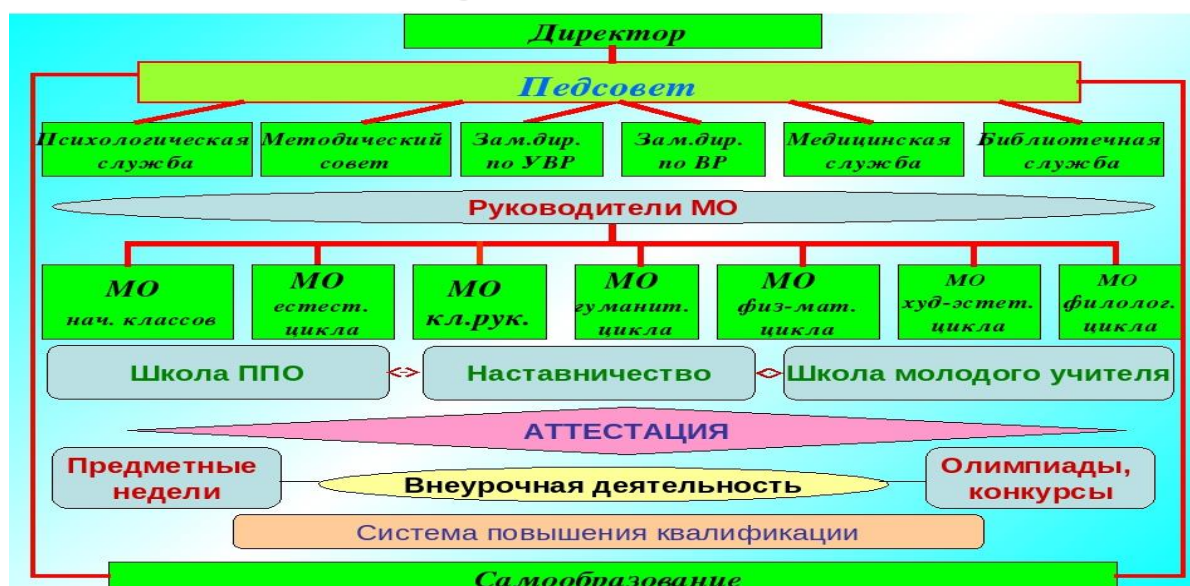 Директор
Педсовет
Психологическая
служба
Методический
совет
Зам.дир.
по УВР
Зам.дир.
по ВР
Медицинская
служба
Библиотечная
служба
Руководители МО
МО
нач. классов
МО
естест.
цикла
МО
кл.рук.
МО
гуманит.
цикла
МО
физ-мат.
цикла
МО
худ-эстет.
цикла
МО
филолог.
цикла
Школа ППО
<->
Наставничество
<>
Школа молодого учителя
АТТЕСТАЦИЯ
Предметные
недели
Внеурочная деятельность
Олимпиады,
конкурсы
Система повышения квалификации
Самообразование